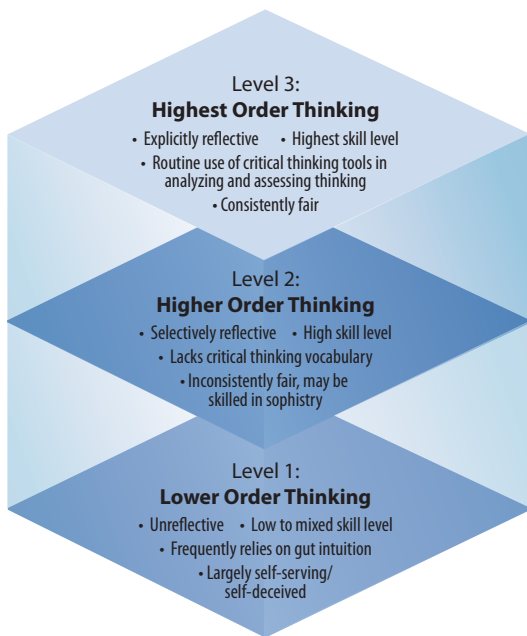 Level 3:
Highest Order Thinking
• Explicitly reflective • Highest skill level
• Routine use of critical thinking tools in
analyzing and assessing thinking
• Consistently fair
Level 2:
Higher Order Thinking
• Selectively reflective • High skill level
• Lacks critical thinking vocabulary
• Inconsistently fair, may be
skilled in sophistry
Level 1:
Lower Order Thinking
• Unreflective • Low to mixed skill level
• Frequently relies on gut intuition
• Largely self-serving/
self-deceived